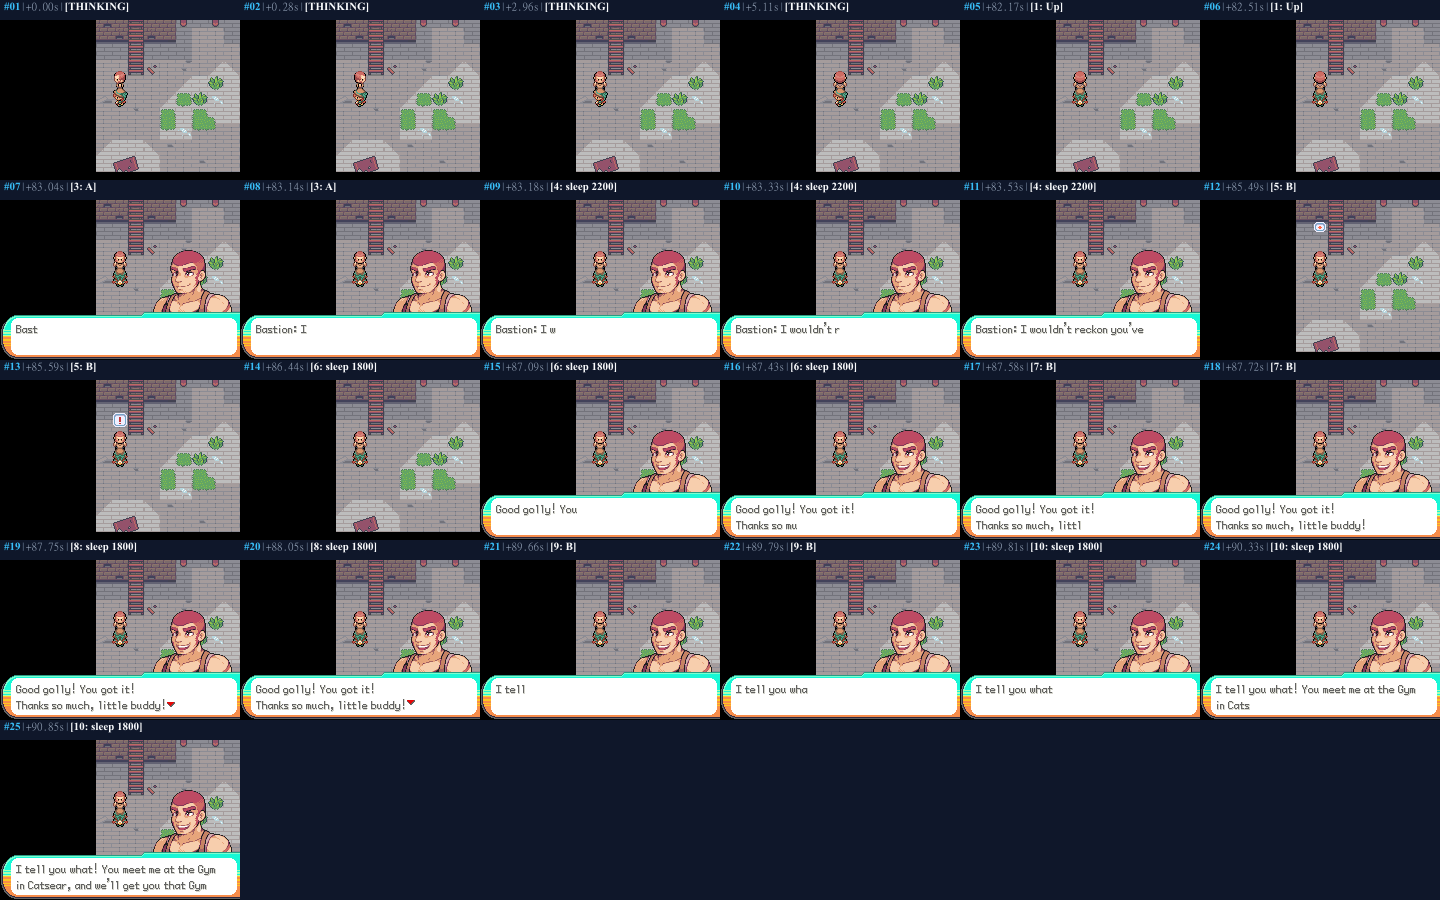 #01 | +0.00s | [THINKING]
#02 | +0.28s | [THINKING]
#03 | +2.96s | [THINKING]
#04 | +5.11s | [THINKING]
#05 | +82.17s | [1: Up]
#06 | +82.51s | [1: Up]
#07 | +83.04s | [3: A]
#08 | +83.14s | [3: A]
#09 | +83.18s | [4: sleep 2200]
#10 | +83.33s | [4: sleep 2200]
#11 | +83.53s | [4: sleep 2200]
#12 | +85.49s | [5: B]
Bast
Bastion: I
Bastion: I w
Bastion: I wouldn't r
Bastion: I wouldn't reckon you've
#13 | +85.59s | [5: B]
#14 | +86.44s | [6: sleep 1800]
#15 | +87.09s | [6: sleep 1800]
#16 | +87.43s | [6: sleep 1800]
#17 | +87.58s | [7: B]
#18 | +87.72s | [7: B]
!
Good golly! You
Good golly! You got it!
Thanks so mu
Good golly! You got it!
Thanks so much, littl
Good golly! You got it!
Thanks so much, little buddy!
#19 | +87.75s | [8: sleep 1800]
#20 | +88.05s | [8: sleep 1800]
#21 | +89.66s | [9: B]
#22 | +89.79s | [9: B]
#23 | +89.81s | [10: sleep 1800]
#24 | +90.33s | [10: sleep 1800]
Good golly! You got it!
Thanks so much, little buddy!♥
Good golly! You got it!
Thanks so much, little buddy!♥
I tell
I tell you wha
I tell you what
I tell you what! You meet me at the Gym
in Cats
#25 | +90.85s | [10: sleep 1800]
I tell you what! You meet me at the Gym
in Catsear, and we'll get you that Gym